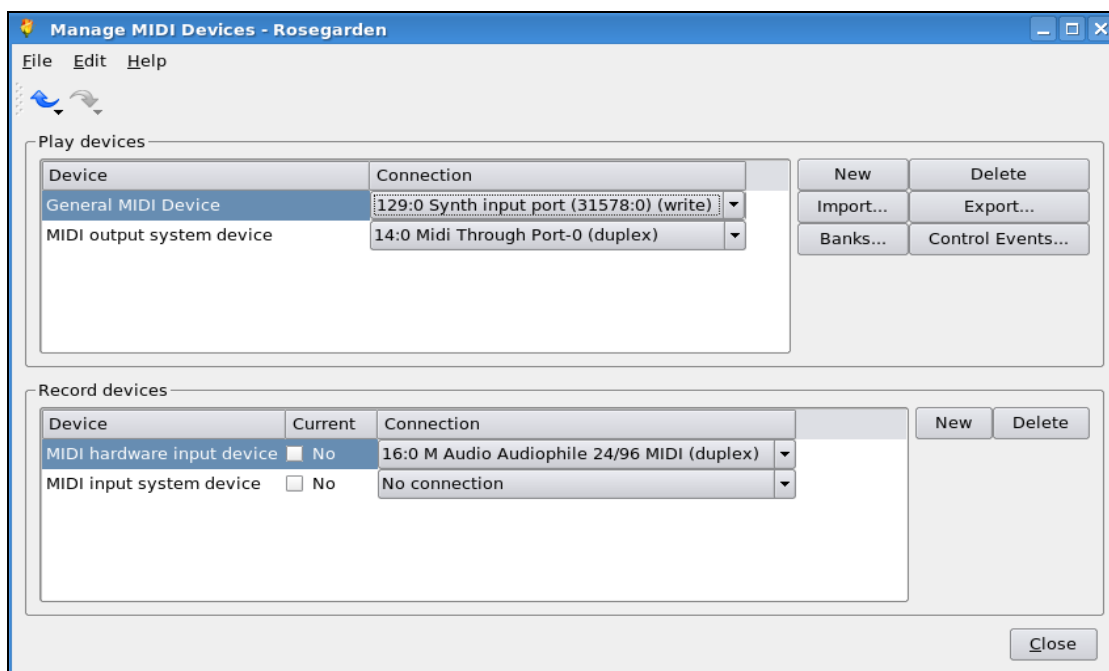 Manage MIDI Devices - Rosegarden
File Edit Help
Play devices
Device Connection
General MIDI Device 129:0 Synth input port (31578:0) (write)
MIDI output system device 14:0 Midi Through Port-0 (duplex)
New Delete
Import... Export...
Banks... Control Events...
Record devices
Device Current Connection
MIDI hardware input device No 16:0 M Audio Audiophile 24/96 MIDI (duplex)
MIDI input system device No No connection
New Delete
Close